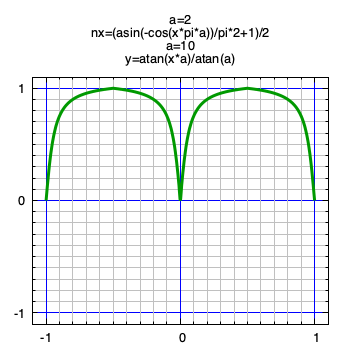 a=2
nx=(asin(-cos(x*pi*a))/pi*2+1)/2
a=10
y=atan(x*a)/atan(a)
1
0
-1
-1
0
1